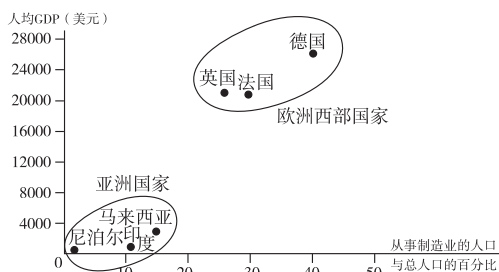 人均GDP（美元）
28000
24000
20000
16000
12000
8000
4000
0
德国
英国
法国
欧洲西部国家
亚洲国家
马来西亚
尼泊尔
印度
从事制造业的人口
与总人口的百分比
10
20
30
40
50